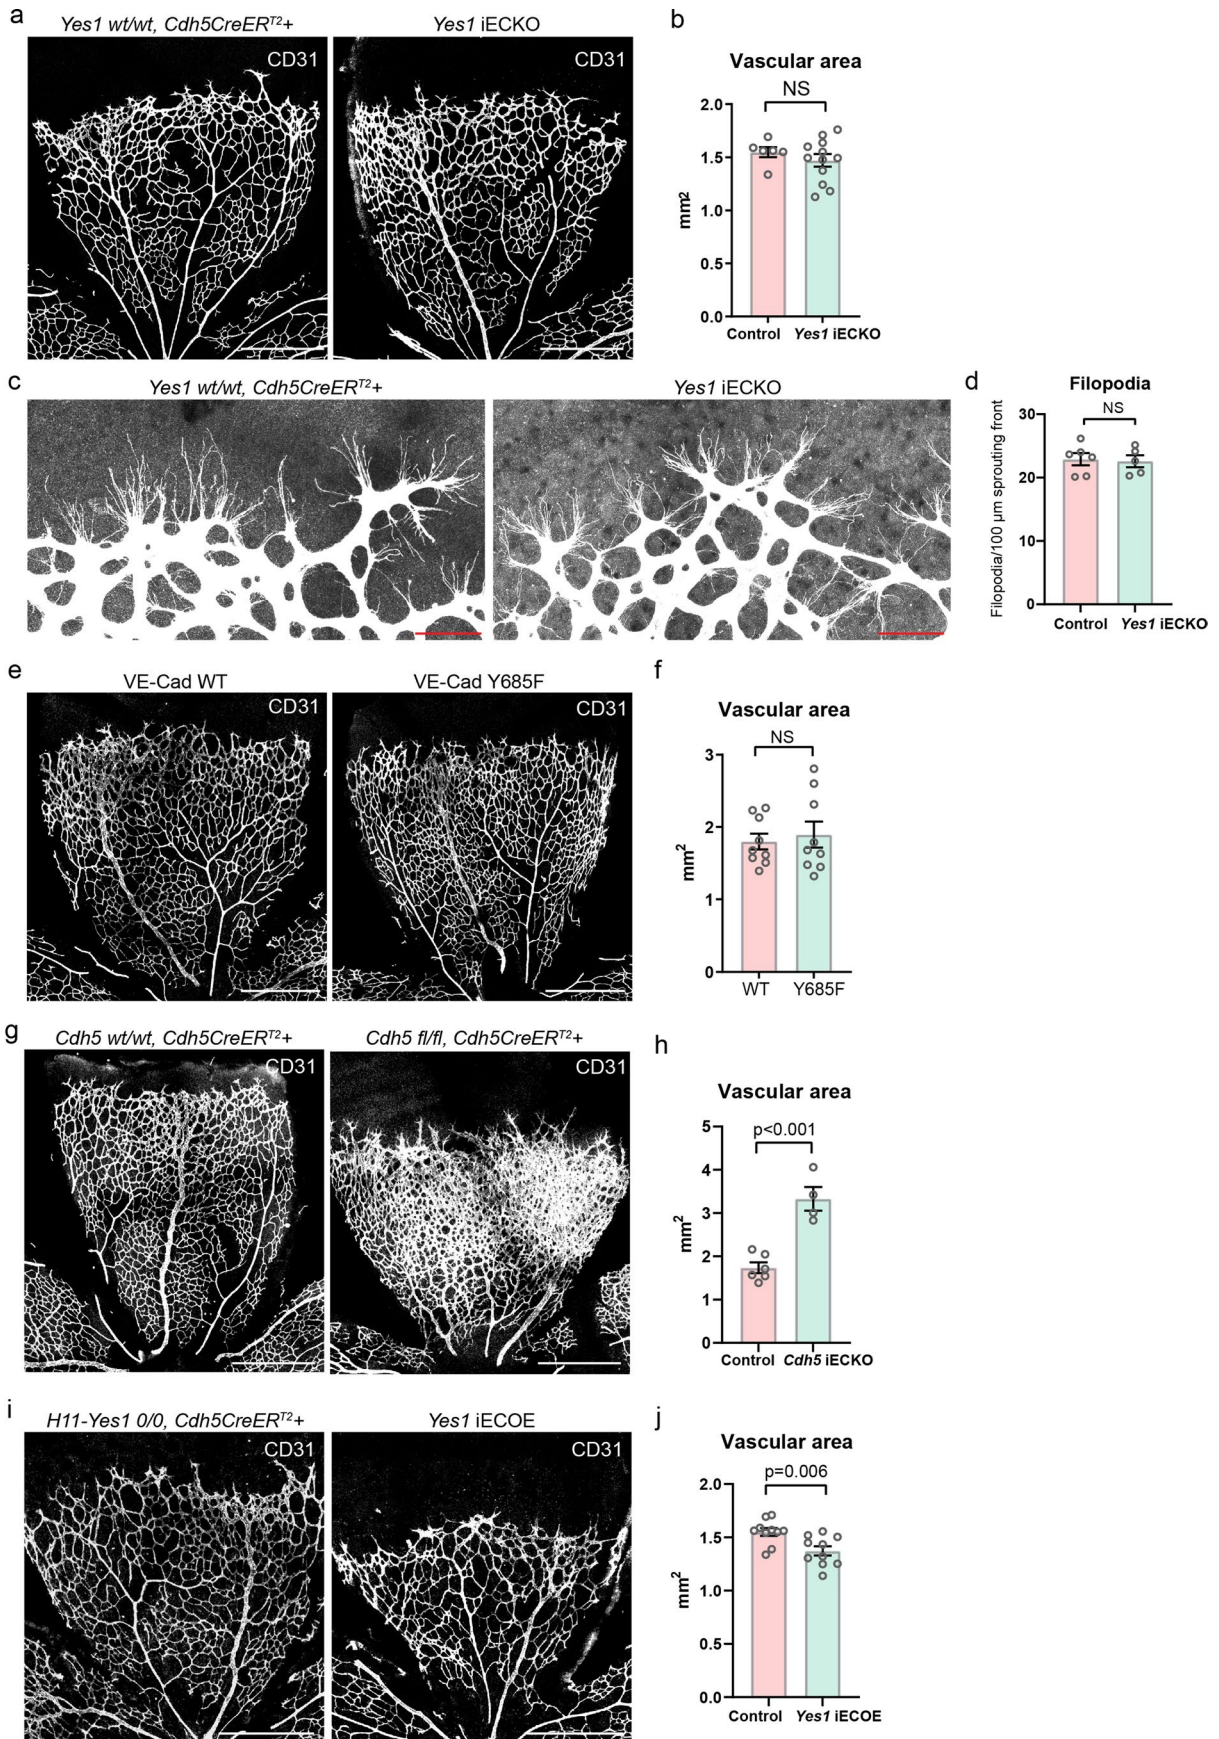 a
Yes1 wt/wt, Cdh5CreERᵀ²+
Yes1 iECKO
CD31
CD31
b
Vascular area
NS
2.0
1.5
1.0
0.5
0.0
mm2
Control
Yes1 iECKO
c
Yes1 wt/wt, Cdh5CreERᵀ²+
Yes1 iECKO
d
Filopodia
NS
30
20
10
0
Filopodia/100 µm sprouting front
Control
Yes1 iECKO
e
VE-Cad WT
VE-Cad Y685F
CD31
CD31
f
Vascular area
NS
3
2
1
0
mm²
WT
Y685F
g
Cdh5 wt/wt, Cdh5CreERᵀ²+
Cdh5 fl/fl, Cdh5CreERᵀ²+
CD31
CD31
h
Vascular area
p<0.001
5
4
3
2
1
0
mm²
Control
Cdh5 iECKO
i
H11-Yes1 0/0, Cdh5CreERᵀ²+
Yes1 iECOE
CD31
CD31
j
Vascular area
p=0.006
2.0
1.5
1.0
0.5
0.0
mm²
Control
Yes1 iECOE